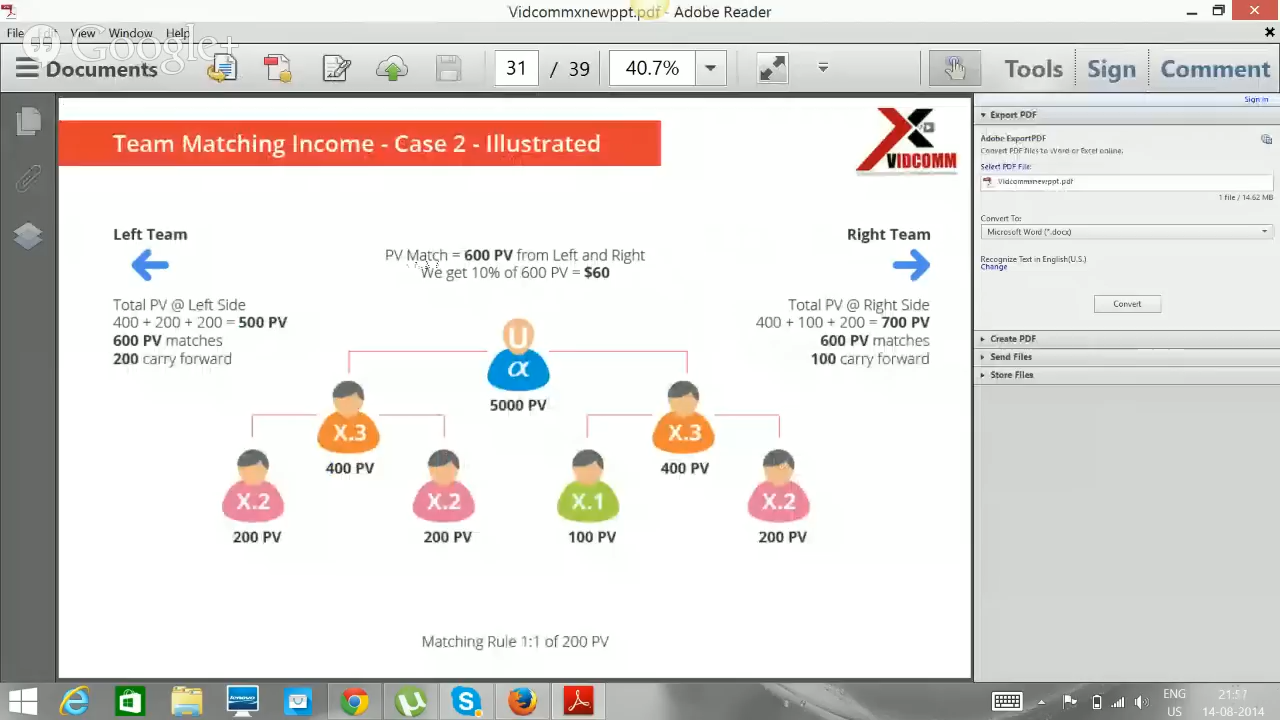 Vidcommxnewppt.pdf - Adobe Reader
File View Window Help
Google+
Documents
31 / 39
40.7%
Tools
Sign
Comment
Sign In
Export PDF
Adobe ExportPDF
Convert PDF files to Word or Excel online.
Select PDF File:
Vidcommxnewppt.pdf
1 file / 14.62 MB
Convert To:
Microsoft Word (*.docx)
Recognize Text in English(U.S.)
Change
Convert
Create PDF
Send Files
Store Files
Team Matching Income - Case 2 - Illustrated
X
VIDCOMM
Left Team
Total PV @ Left Side
400 + 200 + 200 = 500 PV
600 PV matches
200 carry forward
PV Match = 600 PV from Left and Right
We get 10% of 600 PV = $60
Right Team
Total PV @ Right Side
400 + 100 + 200 = 700 PV
600 PV matches
100 carry forward
U
α
5000 PV
X.3
400 PV
X.3
400 PV
X.2
200 PV
X.2
200 PV
X.1
100 PV
X.2
200 PV
Matching Rule 1:1 of 200 PV
lenovo
ENG
US
21:57
14-08-2014